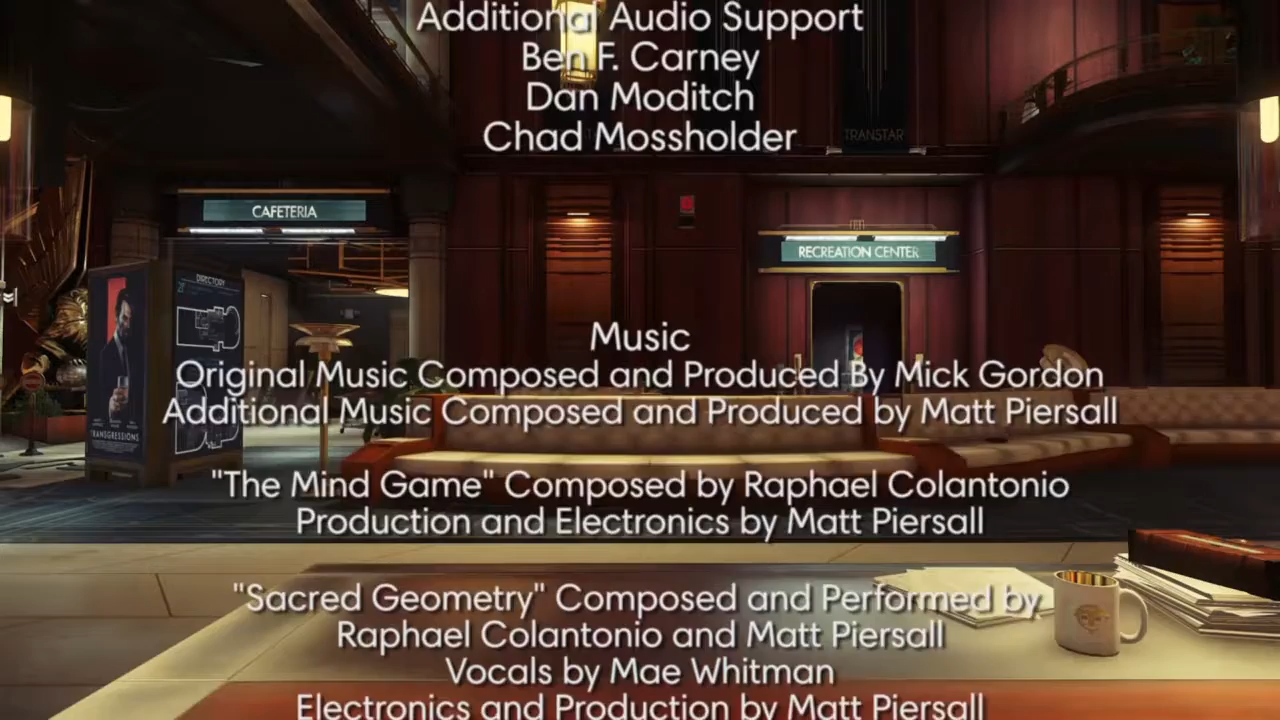 Additional Audio Support
Ben F. Carney
Dan Moditch
Chad Mossholder
TRANSTAR
CAFETERIA
RECREATION CENTER
DIRECTORY
Music
Original Music Composed and Produced By Mick Gordon
Additional Music Composed and Produced by Matt Piersall
TRANSGRESSIONS
"The Mind Game" Composed by Raphael Colantonio
Production and Electronics by Matt Piersall
"Sacred Geometry" Composed and Performed by
Raphael Colantonio and Matt Piersall
Vocals by Mae Whitman
Electronics and Production by Matt Piersall